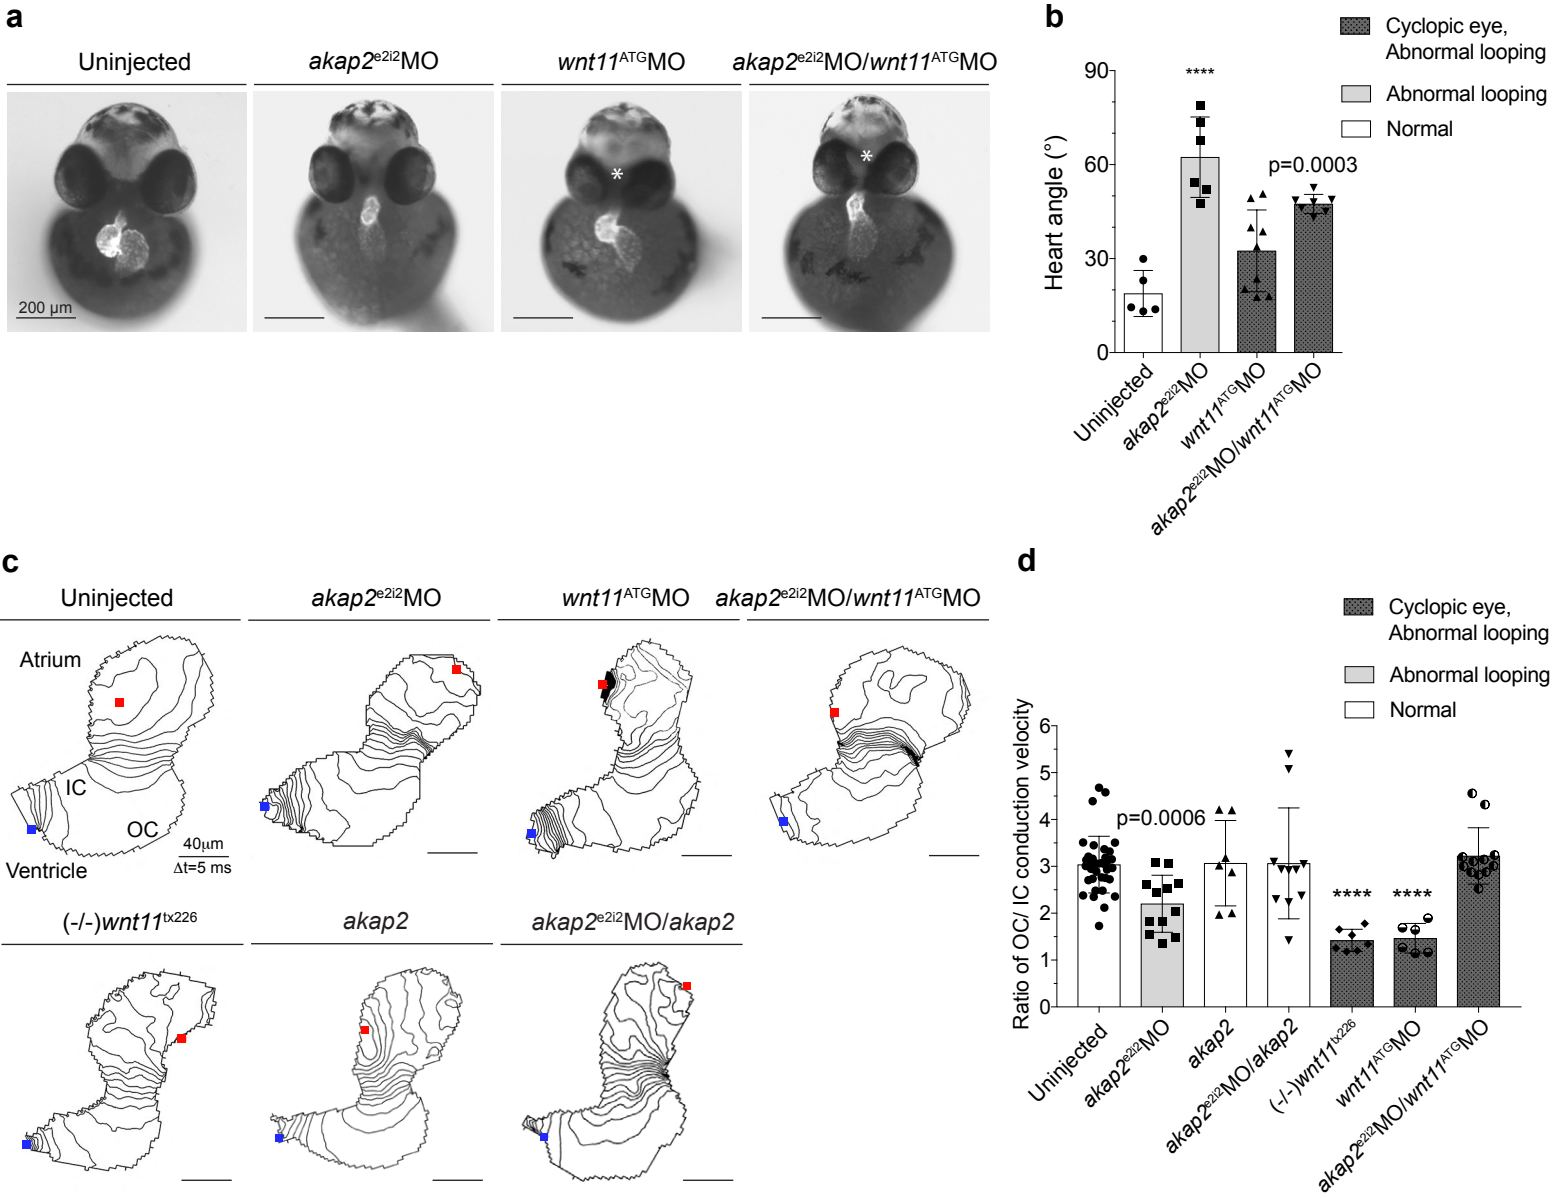 a
Uninjected
akap2e2i2MO
wnt11ATGMO
akap2e2i2MO/wnt11ATGMO
*
*
200 µm
b
Cyclopic eye,
Abnormal looping
Abnormal looping
Normal
Heart angle (°)
90
60
30
0
****
p=0.0003
Uninjected
akap2e2i2MO
wnt11ATGMO
akap2e2i2MO/wnt11ATGMO
c
Uninjected
akap2e2i2MO
wnt11ATGMO
akap2e2i2MO/wnt11ATGMO
Atrium
IC
OC
Ventricle
40µm
Δt=5 ms
(-/-)wnt11tx226
akap2
akap2e2i2MO/akap2
d
Cyclopic eye,
Abnormal looping
Abnormal looping
Normal
Ratio of OC/ IC conduction velocity
6
5
4
3
2
1
0
p=0.0006
****
****
Uninjected
akap2e2i2MO
akap2
akap2e2i2MO/akap2
(-/-)wnt11tx226
wnt11ATGMO
akap2e2i2MO/wnt11ATGMO